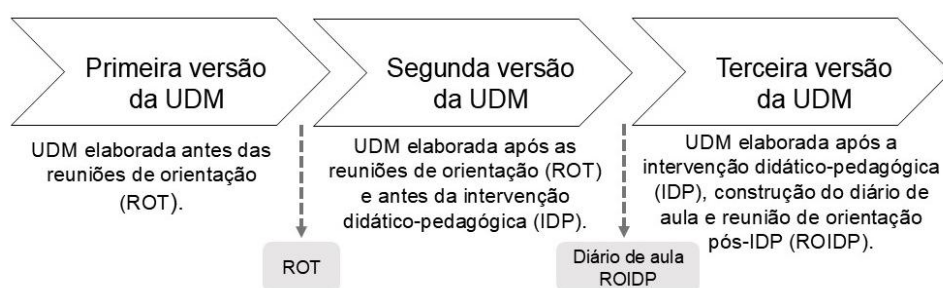 Primeira versão
da UDM
UDM elaborada antes das
reuniões de orientação
(ROT).
Segunda versão
da UDM
UDM elaborada após as
reuniões de orientação (ROT)
e antes da intervenção
didático-pedagógica (IDP).
Terceira versão
da UDM
UDM elaborada após a
intervenção didático-pedagógica
(IDP), construção do diário de
aula e reunião de orientação
pós-IDP (ROIDP).
ROT
Diário de aula
ROIDP